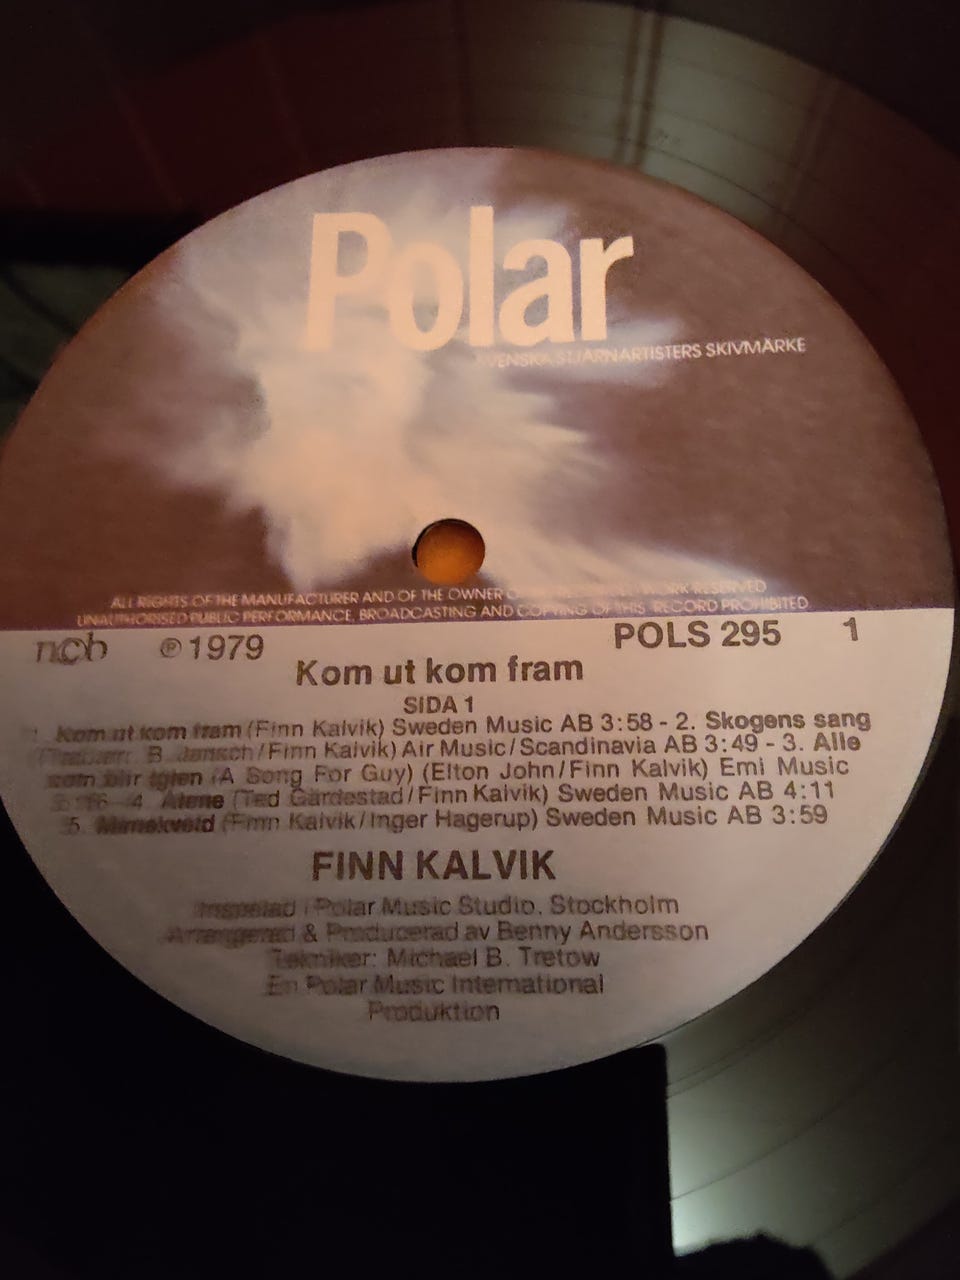 Polar
SVENSKA STJÄRNARTISTERS SKIVMÄRKE
ALL RIGHTS OF THE MANUFACTURER AND OF THE OWNER WORK RESERVED
UNAUTHORISED PUBLIC PERFORMANCE, BROADCASTING AND COPYING OF THIS RECORD PROHIBITED
ncb ℗ 1979 POLS 295 1
Kom ut kom fram
SIDA 1
1. Kom ut kom fram (Finn Kalvik) Sweden Music AB 3:58 - 2. Skogens sang
B. Jansch/Finn Kalvik) Air Music/Scandinavia AB 3:49 - 3. Alle
som blir igjen (A Song For Guy) (Elton John/Finn Kalvik) Emi Music
4. Alene (Ted Gärdestad/Finn Kalvik) Sweden Music AB 4:11
5. (Finn Kalvik/Inger Hagerup) Sweden Music AB 3:59
FINN KALVIK
Inspelad i Polar Music Studio, Stockholm
Arrangerad & Producerad av Benny Andersson
Tekniker: Michael B. Tretow
En Polar Music International
Produktion